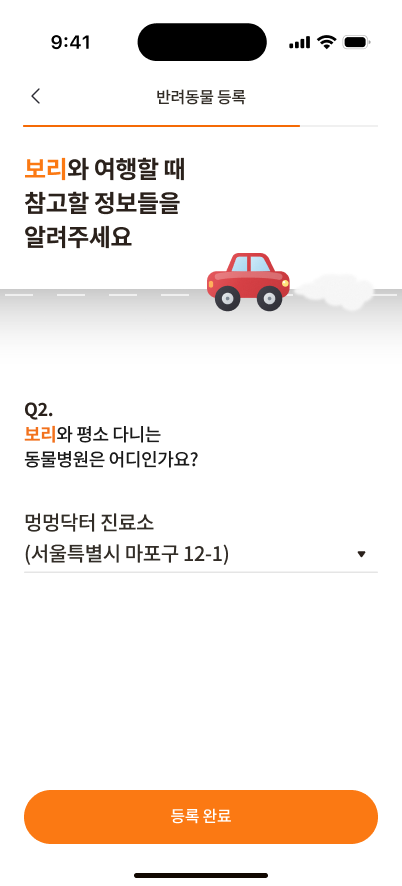 9:41
반려동물 등록
보리와 여행할 때
참고할 정보들을
알려주세요
Q2.
보리와 평소 다니는
동물병원은 어디인가요?
멍멍닥터 진료소
(서울특별시 마포구 12-1)
등록 완료